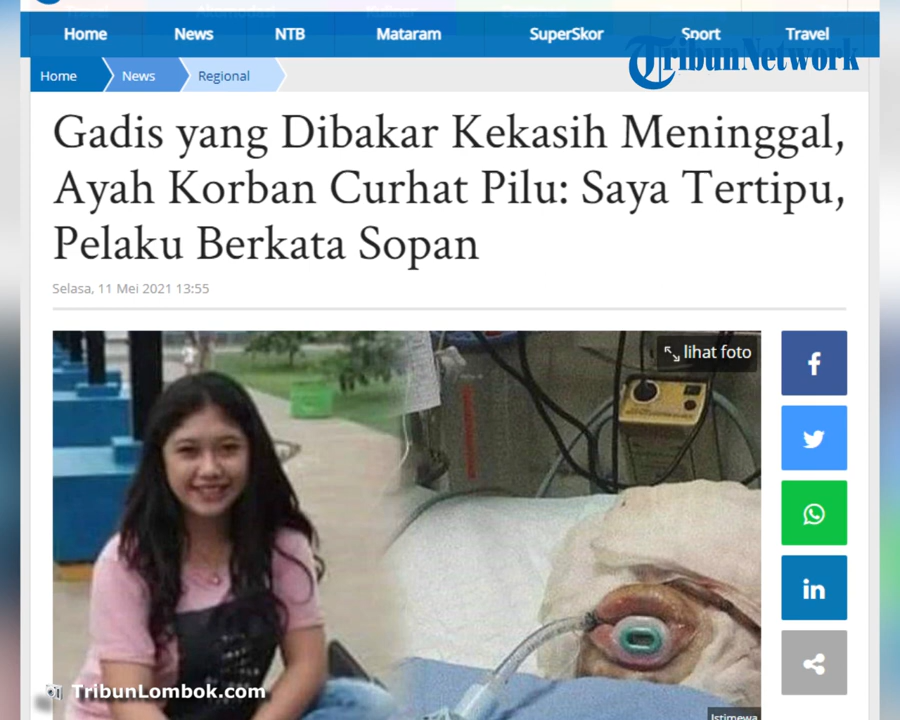 Home News NTB Mataram SuperSkor Sport Travel
TribunNetwork
Home News Regional
Gadis yang Dibakar Kekasih Meninggal,
Ayah Korban Curhat Pilu: Saya Tertipu,
Pelaku Berkata Sopan
Selasa, 11 Mei 2021 13:55
lihat foto
TribunLombok.com
Istimewa